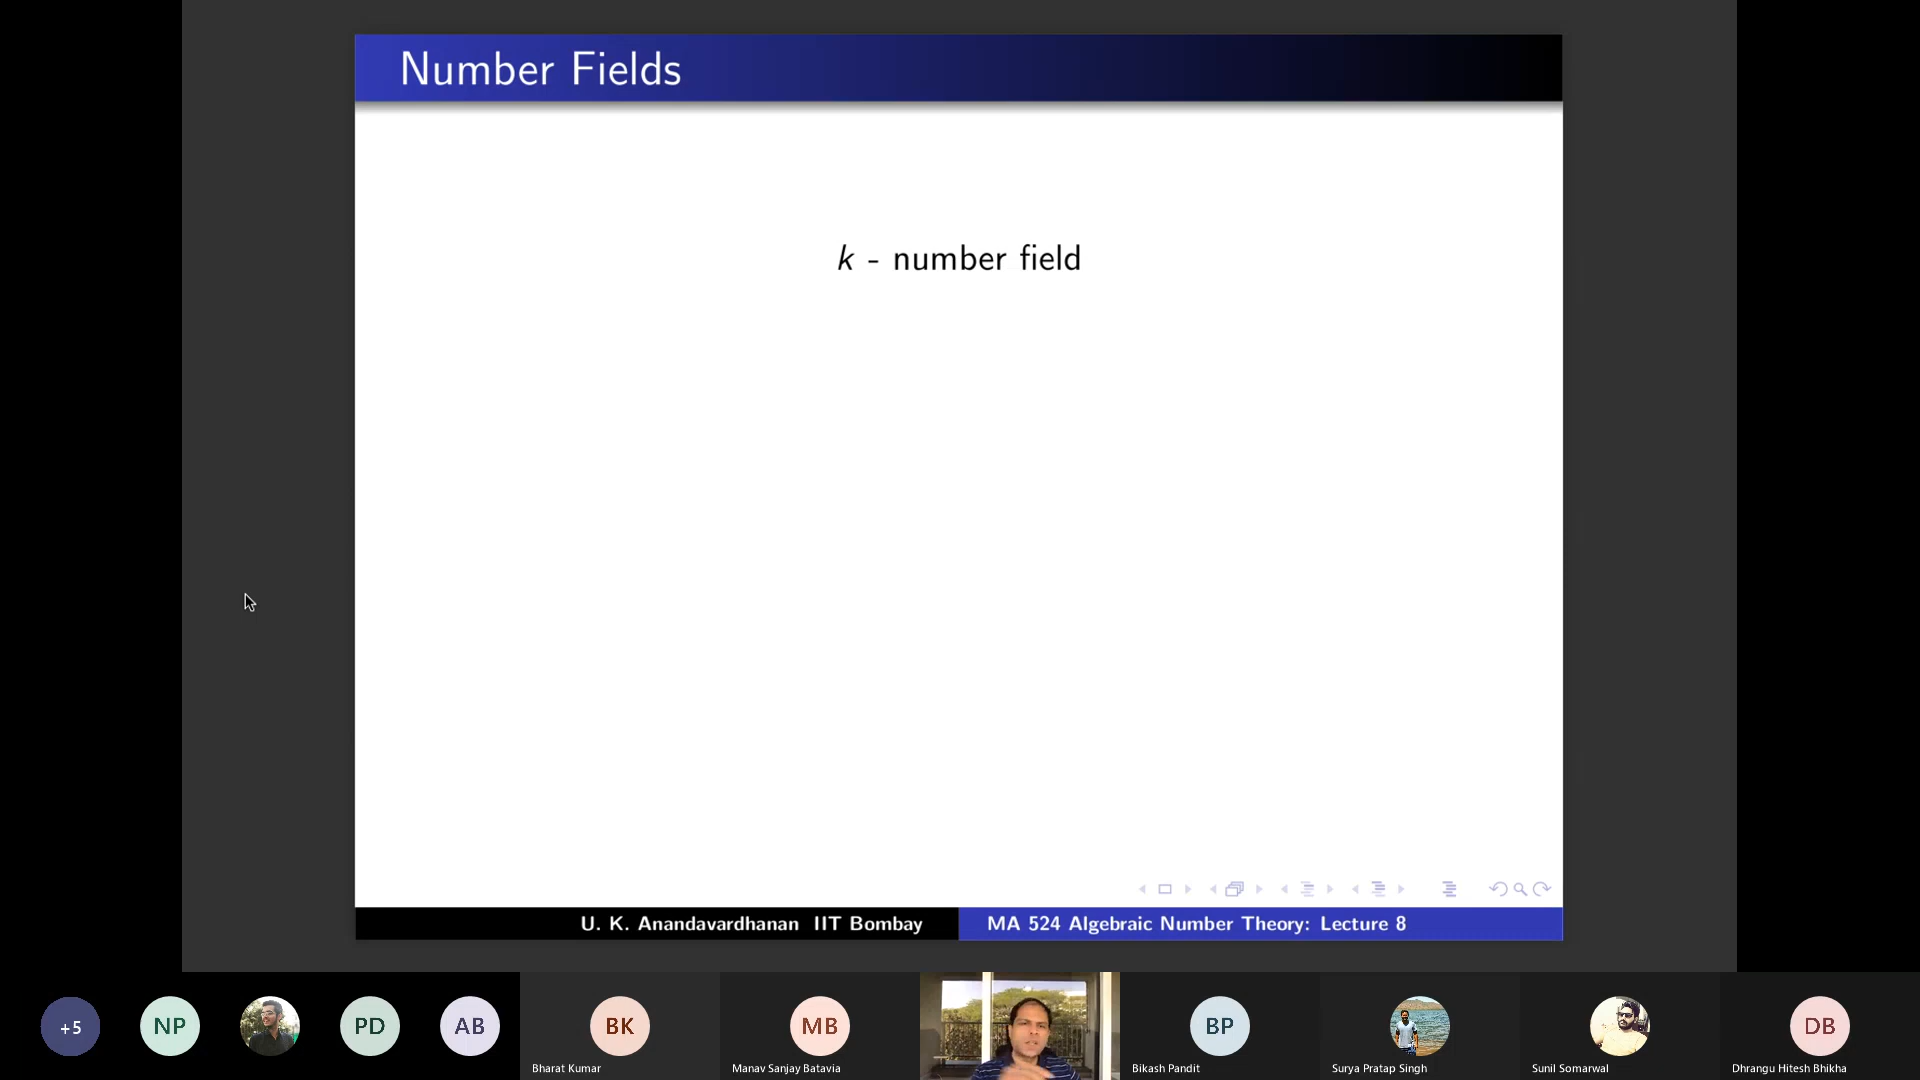 Number Fields
k - number field
U. K. Anandavardhanan IIT Bombay
MA 524 Algebraic Number Theory: Lecture 8
+5
NP
PD
AB
BK
MB
BP
DB
Bharat Kumar
Manav Sanjay Batavia
Bikash Pandit
Surya Pratap Singh
Sunil Somarwal
Dhrangu Hitesh Bhikha